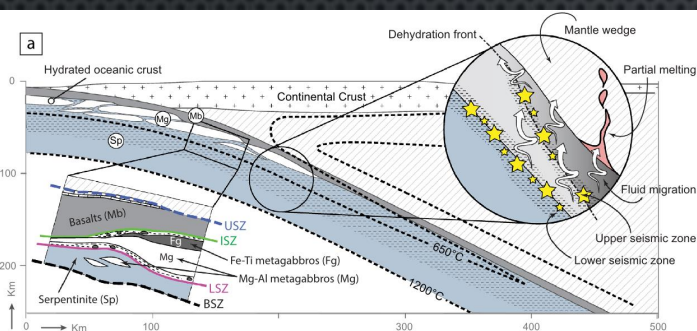 a
Dehydration front
Mantle wedge
Hydrated oceanic crust
Partial melting
0
Continental Crust
Mg
Mb
Sp
100
Fluid migration
Basalts (Mb)
USZ
ISZ
Upper seismic zone
Fg
Fe-Ti metagabbros (Fg)
650°C
Lower seismic zone
Mg
200
Mg-Al metagabbros (Mg)
1200°C
LSZ
Serpentinite (Sp)
BSZ
Km
0
Km
100
300
400
500